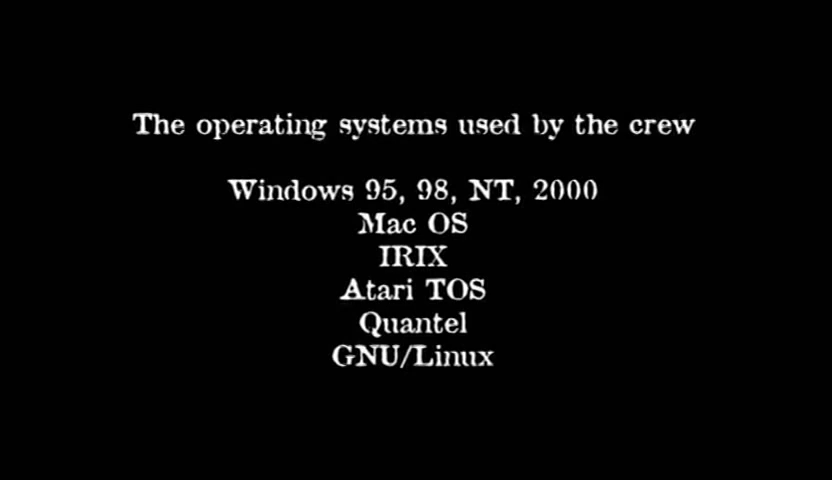 The operating systems used by the crew
Windows 95, 98, NT, 2000
Mac OS
IRIX
Atari TOS
Quantel
GNU/Linux